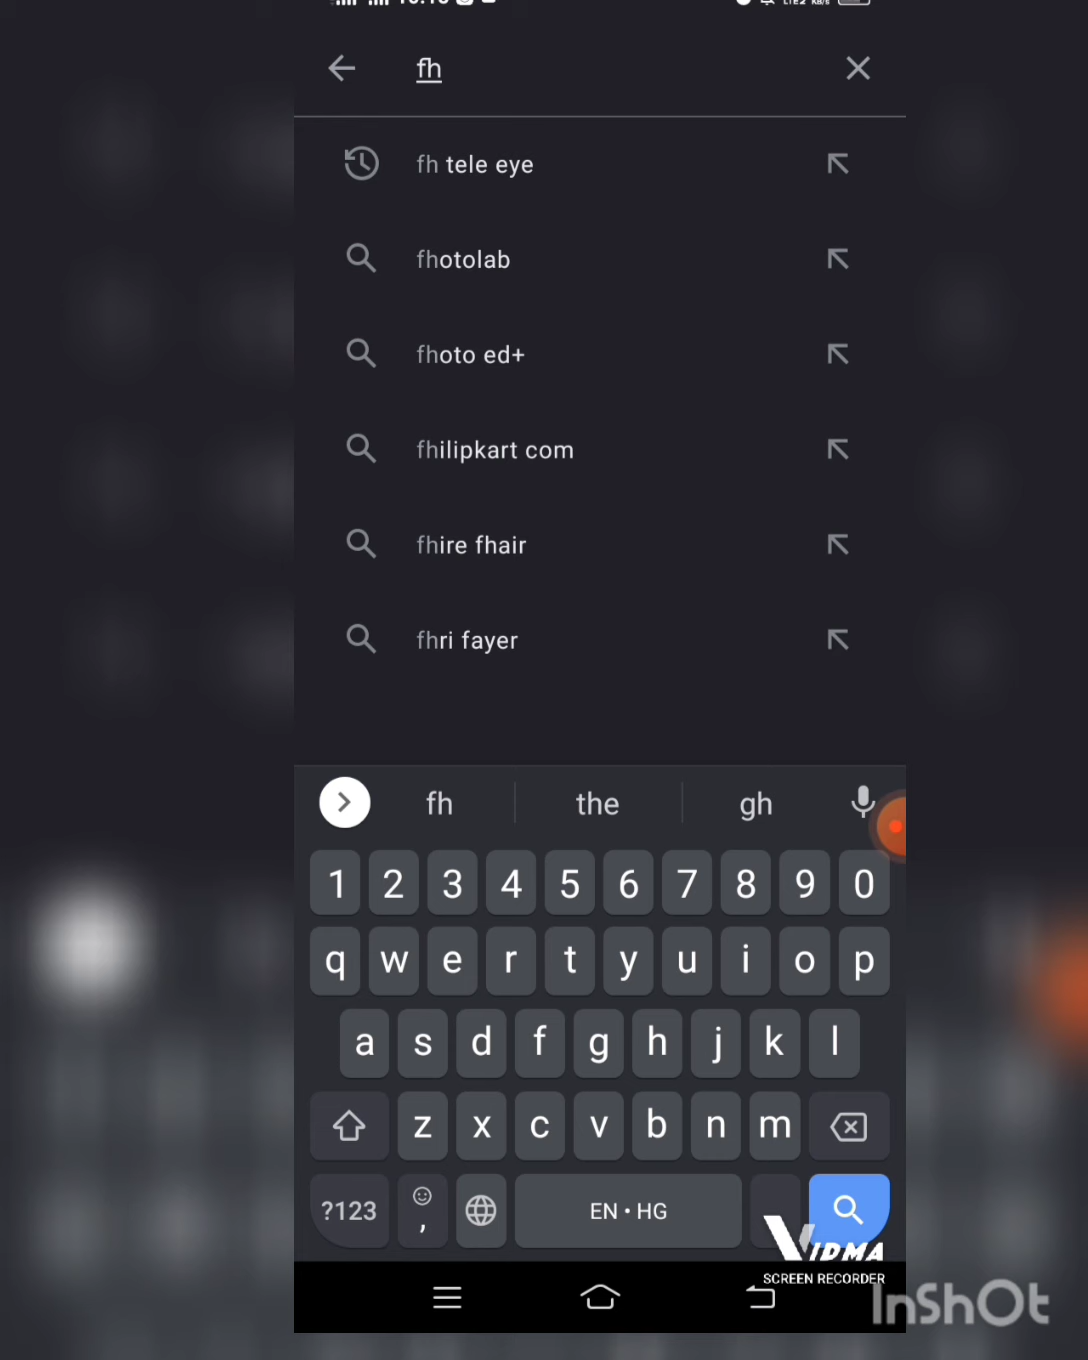 fh
fh tele eye
fhotolab
fhoto ed+
fhilipkart com
fhire fhair
fhri fayer
fh the gh
1 2 3 4 5 6 7 8 9 0
q w e r t y u i o p
a s d f g h j k l
z x c v b n m
?123 , EN • HG
VIDMA
SCREEN RECORDER
InShOt